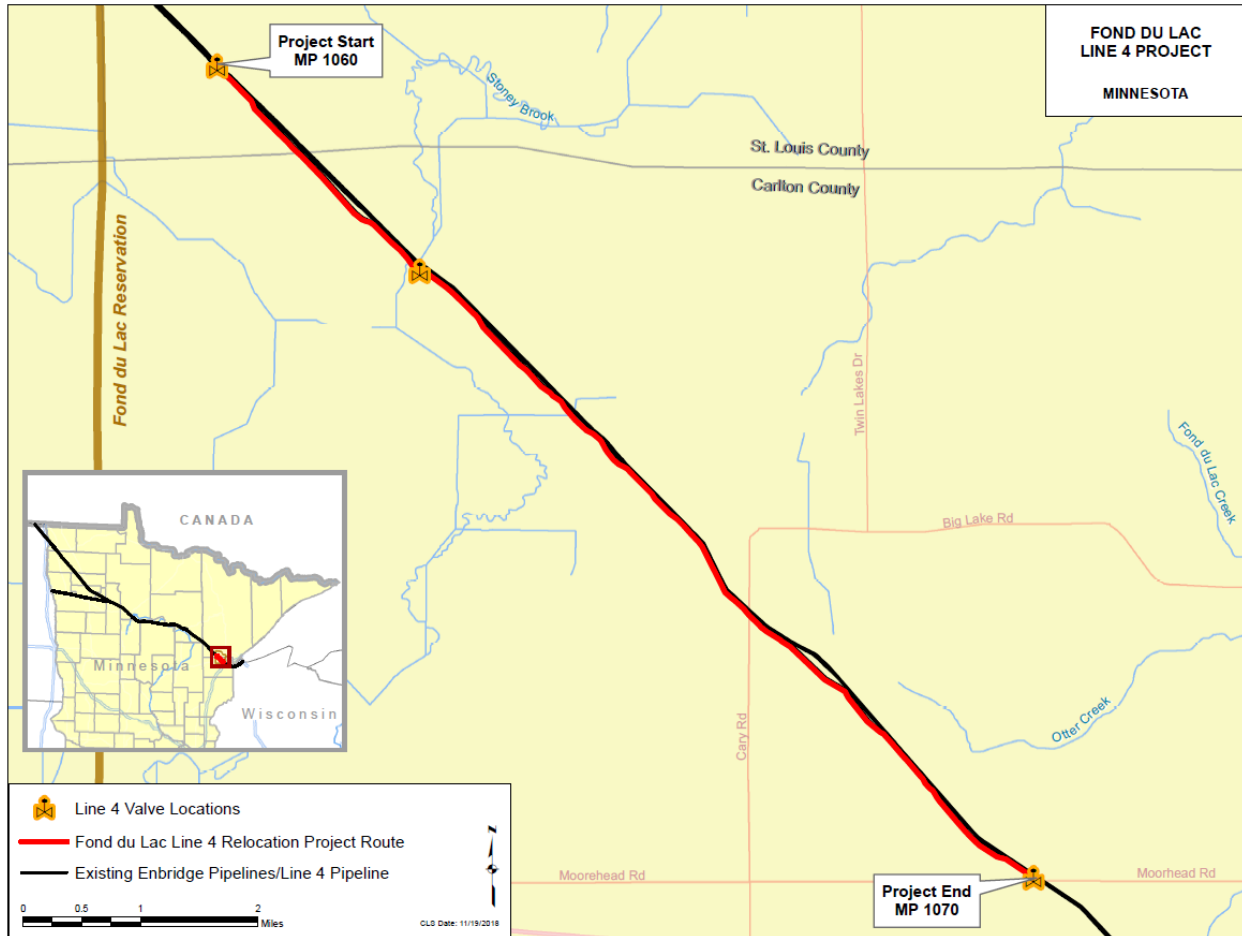 Project Start
MP 1060
FOND DU LAC
LINE 4 PROJECT
MINNESOTA
Stoney Brook
St. Louis County
Carllon County
Fond du Lac Reservation
Twin Lakes Dr
Fond du Lac Creek
Big Lake Rd
CANADA
Minnesota
Wisconsin
Cary Rd
Otter Creek
Line 4 Valve Locations
Fond du Lac Line 4 Relocation Project Route
Existing Enbridge Pipelines/Line 4 Pipeline
N
0 0.5 1 2
Miles
CLS Date: 11/19/2018
Moorehead Rd
Moorhead Rd
Project End
MP 1070